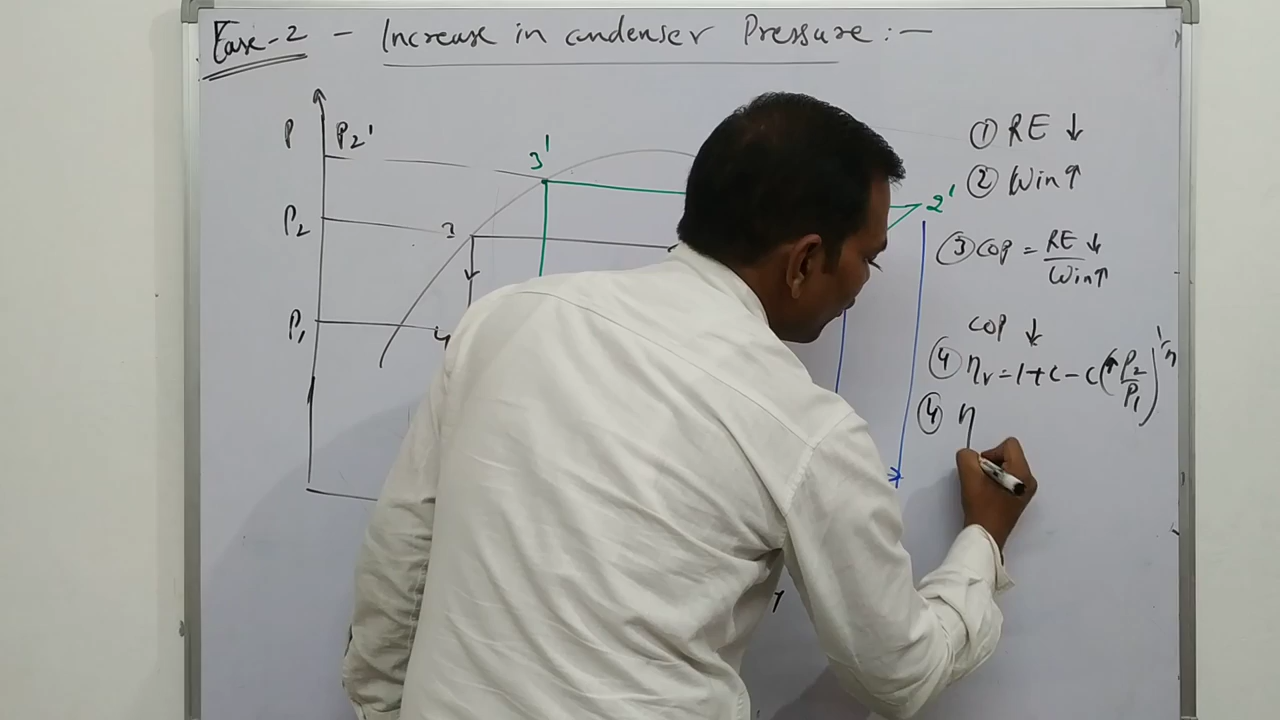 Case-2 - Increase in condenser Pressure :-
P
P2'
P2
P1
3'
3
4
2'
① RE ↓
② Win ↑
③ COP = RE ↓ / Win ↑
COP ↓
④ ηv = 1 + C - C (↑ P2 / P1)^1/n
④ η